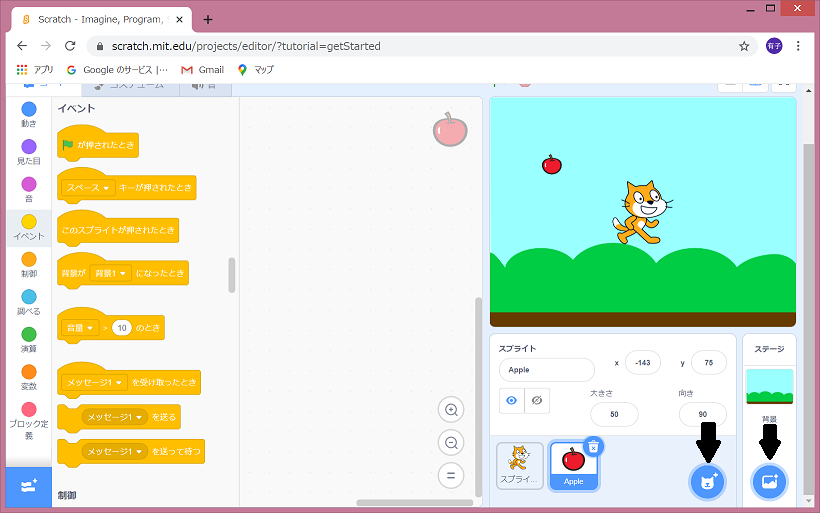 Scratch - Imagine, Program,
scratch.mit.edu/projects/editor/?tutorial=getStarted
有子
アプリ
Google のサービス
Gmail
マップ
コスチューム
音
動き
見た目
音
イベント
制御
調べる
演算
変数
ブロック定義
イベント
が押されたとき
スペース キーが押されたとき
このスプライトが押されたとき
背景が 背景1 になったとき
音量 > 10 のとき
メッセージ1 を受け取ったとき
メッセージ1 を送る
メッセージ1 を送って待つ
制御
スプライト
Apple
x -143
y 75
大きさ
50
向き
90
スプライ...
Apple
ステージ
背景